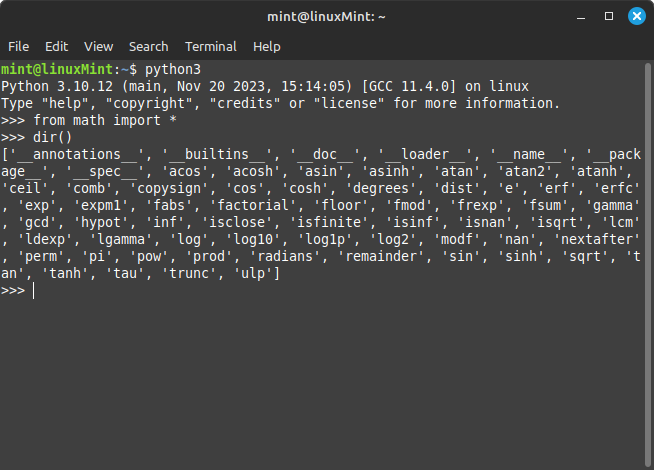 mint@linuxMint: ~
File Edit View Search Terminal Help
mint@linuxMint:~$ python3
Python 3.10.12 (main, Nov 20 2023, 15:14:05) [GCC 11.4.0] on linux
Type "help", "copyright", "credits" or "license" for more information.
>>> from math import *
>>> dir()
['__annotations__', '__builtins__', '__doc__', '__loader__', '__name__', '__pack
age__', '__spec__', 'acos', 'acosh', 'asin', 'asinh', 'atan', 'atan2', 'atanh',
'ceil', 'comb', 'copysign', 'cos', 'cosh', 'degrees', 'dist', 'e', 'erf', 'erfc'
, 'exp', 'expm1', 'fabs', 'factorial', 'floor', 'fmod', 'frexp', 'fsum', 'gamma'
, 'gcd', 'hypot', 'inf', 'isclose', 'isfinite', 'isinf', 'isnan', 'isqrt', 'lcm'
, 'ldexp', 'lgamma', 'log', 'log10', 'log1p', 'log2', 'modf', 'nan', 'nextafter'
, 'perm', 'pi', 'pow', 'prod', 'radians', 'remainder', 'sin', 'sinh', 'sqrt', 't
an', 'tanh', 'tau', 'trunc', 'ulp']
>>>